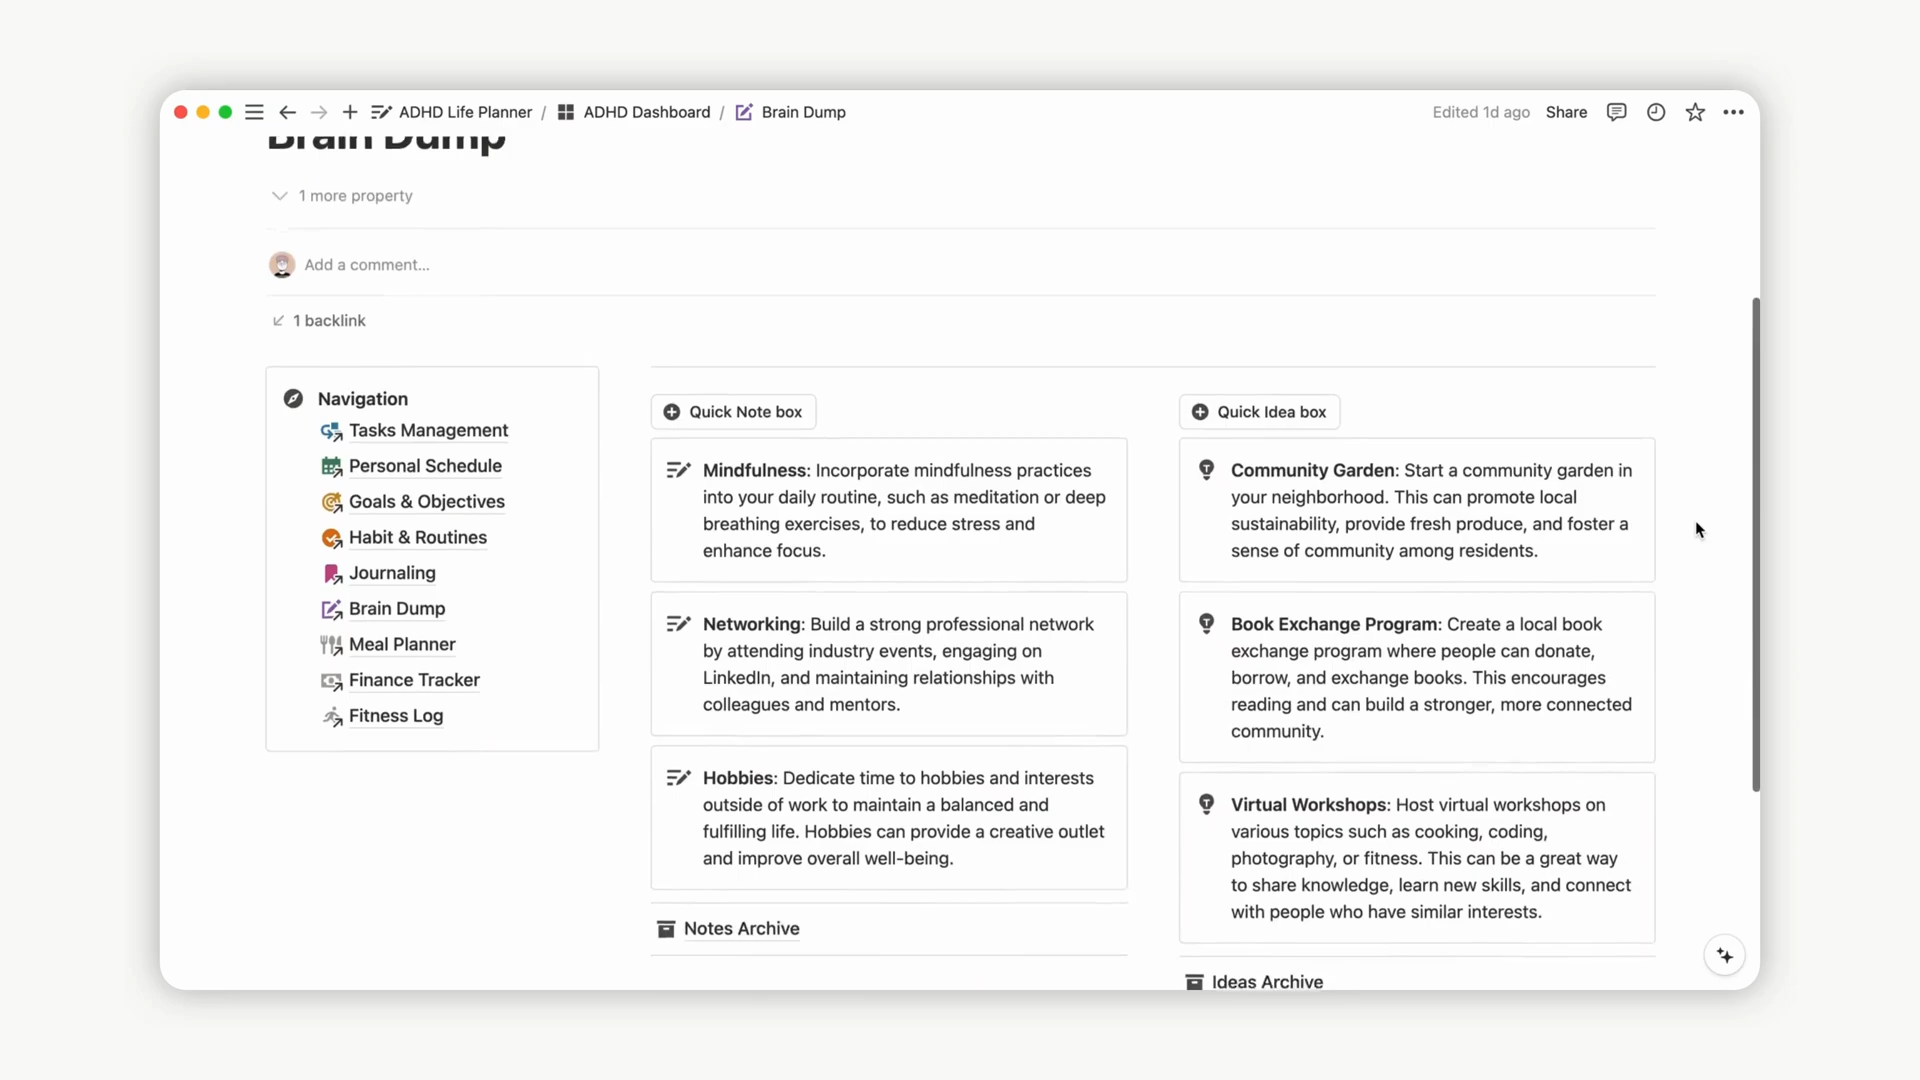 ADHD Life Planner / ADHD Dashboard / Brain Dump
Edited 1d ago Share
Brain Dump
1 more property
Add a comment...
1 backlink
Navigation
Tasks Management
Personal Schedule
Goals & Objectives
Habit & Routines
Journaling
Brain Dump
Meal Planner
Finance Tracker
Fitness Log
Quick Note box
Mindfulness: Incorporate mindfulness practices
into your daily routine, such as meditation or deep
breathing exercises, to reduce stress and
enhance focus.
Networking: Build a strong professional network
by attending industry events, engaging on
LinkedIn, and maintaining relationships with
colleagues and mentors.
Hobbies: Dedicate time to hobbies and interests
outside of work to maintain a balanced and
fulfilling life. Hobbies can provide a creative outlet
and improve overall well-being.
Notes Archive
Quick Idea box
Community Garden: Start a community garden in
your neighborhood. This can promote local
sustainability, provide fresh produce, and foster a
sense of community among residents.
Book Exchange Program: Create a local book
exchange program where people can donate,
borrow, and exchange books. This encourages
reading and can build a stronger, more connected
community.
Virtual Workshops: Host virtual workshops on
various topics such as cooking, coding,
photography, or fitness. This can be a great way
to share knowledge, learn new skills, and connect
with people who have similar interests.
Ideas Archive